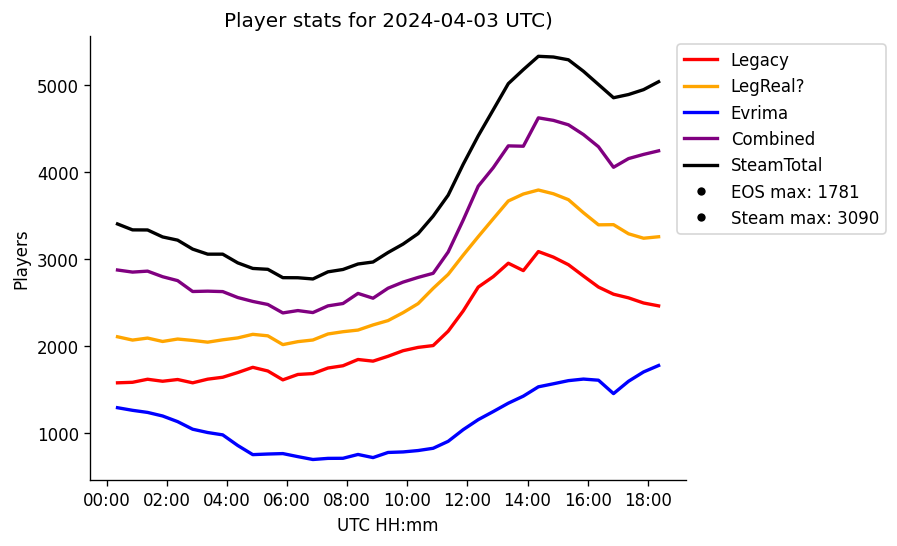 Player stats for 2024-04-03 UTC)
5000
4000
3000
2000
1000
Players
00:00 02:00 04:00 06:00 08:00 10:00 12:00 14:00 16:00 18:00
UTC HH:mm
Legacy
LegReal?
Evrima
Combined
SteamTotal
EOS max: 1781
Steam max: 3090